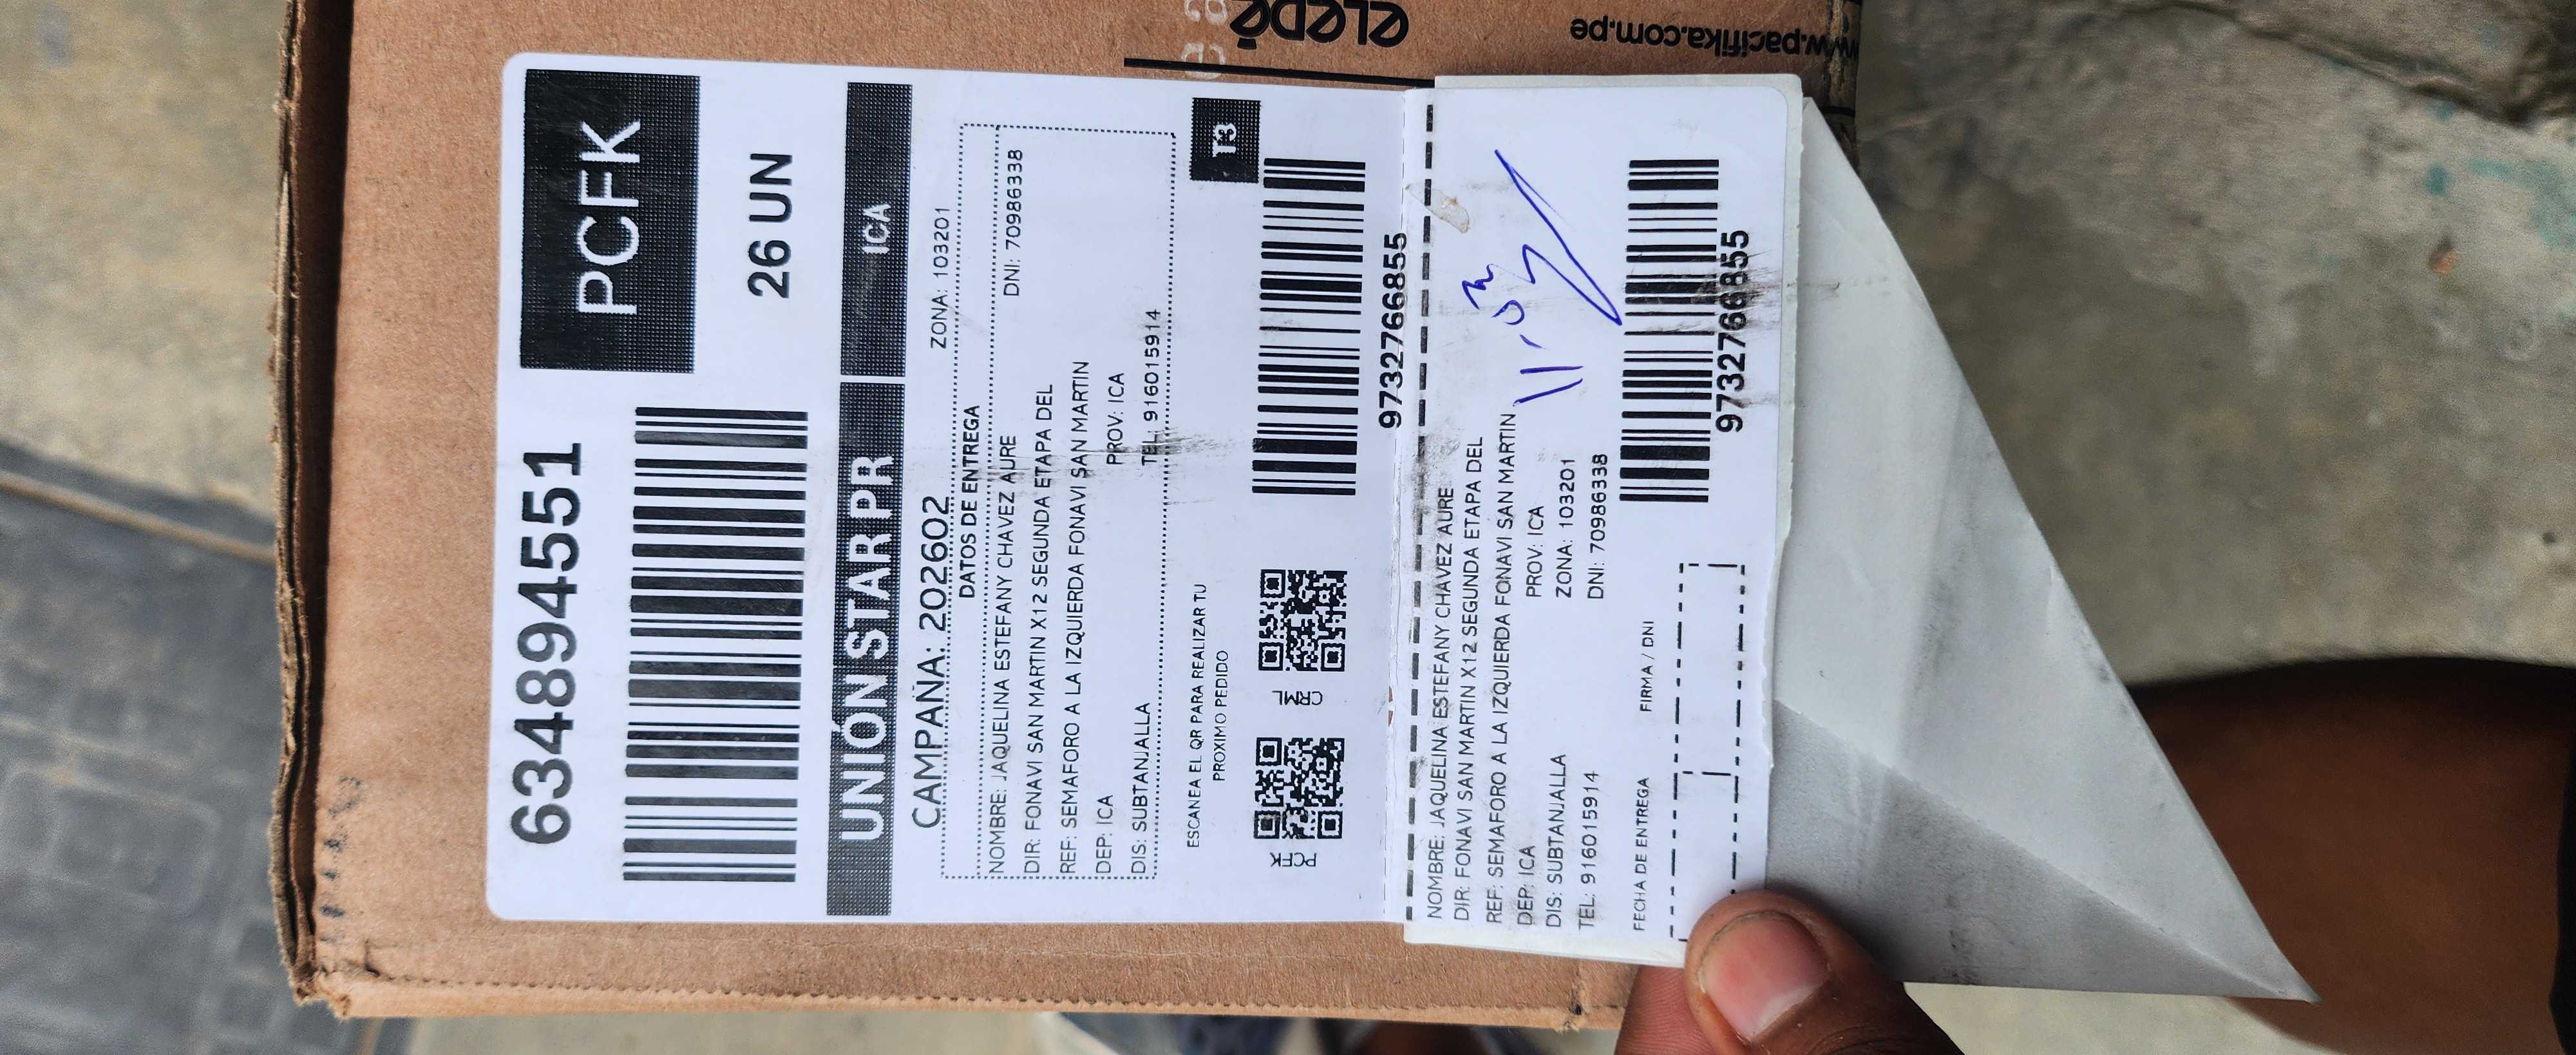 6348944551
PCFK
26 UN
UNIÓN STAR PR
ICA
CAMPAÑA: 202602
ZONA: 103201
DATOS DE ENTREGA
NOMBRE: JAQUELINA ESTEFANY CHAVEZ AURE
DNI: 70986338
DIR: FONAVI SAN MARTIN X12 SEGUNDA ETAPA DEL
REF: SEMAFORO A LA IZQUIERDA FONAVI SAN MARTIN
DEP: ICA
PROV: ICA
DIS: SUBTANJALLA
TEL: 916015914
T3
ESCANEA EL QR PARA REALIZAR TU
PROXIMO PEDIDO
PCFK
CRML
9732766855
NOMBRE: JAQUELINA ESTEFANY CHAVEZ AURE
DIR: FONAVI SAN MARTIN X12 SEGUNDA ETAPA DEL
REF: SEMAFORO A LA IZQUIERDA FONAVI SAN MARTIN
DEP: ICA
PROV: ICA
DIS: SUBTANJALLA
ZONA: 103201
TEL: 916015914
DNI: 70986338
FECHA DE ENTREGA
FIRMA / DNI
9732766855
www.pacifika.com.pe